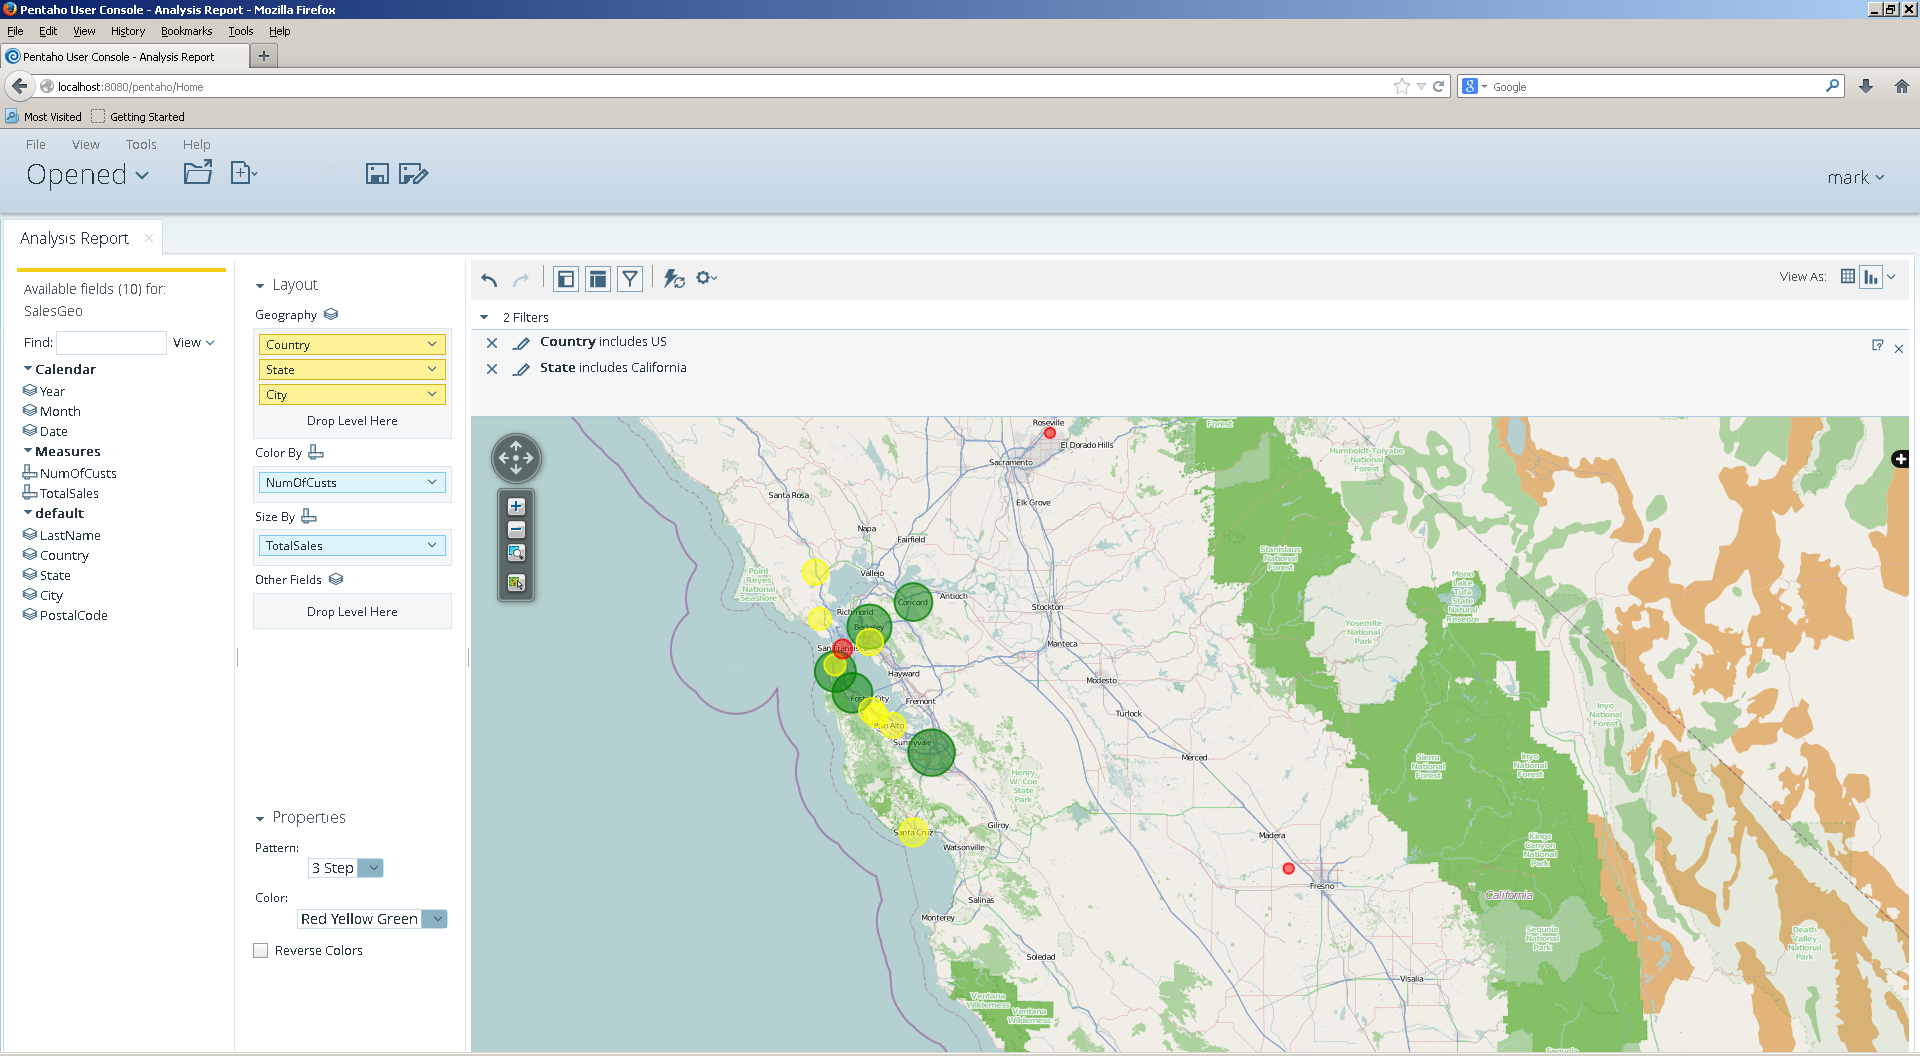 Pentaho User Console - Analysis Report - Mozilla Firefox
File Edit View History Bookmarks Tools Help
Pentaho User Console - Analysis Report
localhost:8080/pentaho/Home
Google
Most Visited Getting Started
File View Tools Help
Opened
mark
Analysis Report
Available fields (10) for:
SalesGeo
Find:
View
Calendar
Year
Month
Date
Measures
NumOfCusts
TotalSales
default
LastName
Country
State
City
PostalCode
Layout
Geography
Country
State
City
Drop Level Here
Color By
NumOfCusts
Size By
TotalSales
Other Fields
Drop Level Here
Properties
Pattern:
3 Step
Color:
Red Yellow Green
Reverse Colors
View As:
2 Filters
Country includes US
State includes California
Roseville
El Dorado Hills
Sacramento
Elk Grove
Santa Rosa
Napa
Fairfield
Vallejo
Point
Reyes
National
Seashore
Richmond
Concord
Antioch
Berkeley
Stockton
Manteca
Hayward
Modesto
Fremont
Turlock
Sunnyvale
Merced
Henry
W. Coe
State
Park
Santa Cruz
Gilroy
Watsonville
Madera
Fresno
Salinas
Monterey
Soledad
Visalia
California
Forest
Humboldt-Toiyabe
National
Forest
Stanislaus
National
Forest
Mono
Lake
Tufa
State
Natural
Reserve
Yosemite
National
Park
Inyo
National
Forest
Sierra
National
Forest
Inyo
National
Forest
Kings
Canyon
National
Park
Sequoia
National
Park
Death
Valley
National
Park
Ventana
Wilderness
Ventana
Wilderness